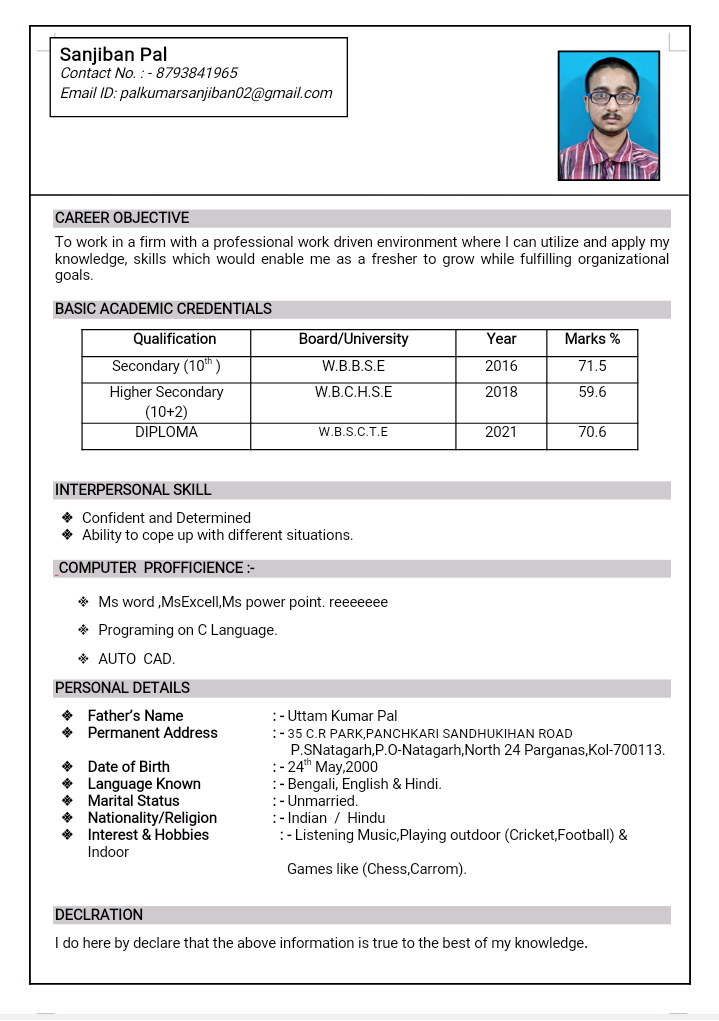 Sanjiban Pal
Contact No. : - 8793841965
Email ID: palkumarsanjiban02@gmail.com
CAREER OBJECTIVE
To work in a firm with a professional work driven environment where I can utilize and apply my
knowledge, skills which would enable me as a fresher to grow while fulfilling organizational
goals.
BASIC ACADEMIC CREDENTIALS
Qualification Board/University Year Marks %
Secondary (10th ) W.B.B.S.E 2016 71.5
Higher Secondary W.B.C.H.S.E 2018 59.6
(10+2)
DIPLOMA W.B.S.C.T.E 2021 70.6
INTERPERSONAL SKILL
❖ Confident and Determined
❖ Ability to cope up with different situations.
COMPUTER PROFFICIENCE :-
❖ Ms word ,MsExcell,Ms power point. reeeeeee
❖ Programing on C Language.
❖ AUTO CAD.
PERSONAL DETAILS
❖ Father's Name : - Uttam Kumar Pal
❖ Permanent Address : - 35 C.R PARK,PANCHKARI SANDHUKIHAN ROAD
P.SNatagarh,P.O-Natagarh,North 24 Parganas,Kol-700113.
❖ Date of Birth : - 24th May,2000
❖ Language Known : - Bengali, English & Hindi.
❖ Marital Status : - Unmarried.
❖ Nationality/Religion : - Indian / Hindu
❖ Interest & Hobbies : - Listening Music,Playing outdoor (Cricket,Football) &
Indoor
Games like (Chess,Carrom).
DECLRATION
I do here by declare that the above information is true to the best of my knowledge.